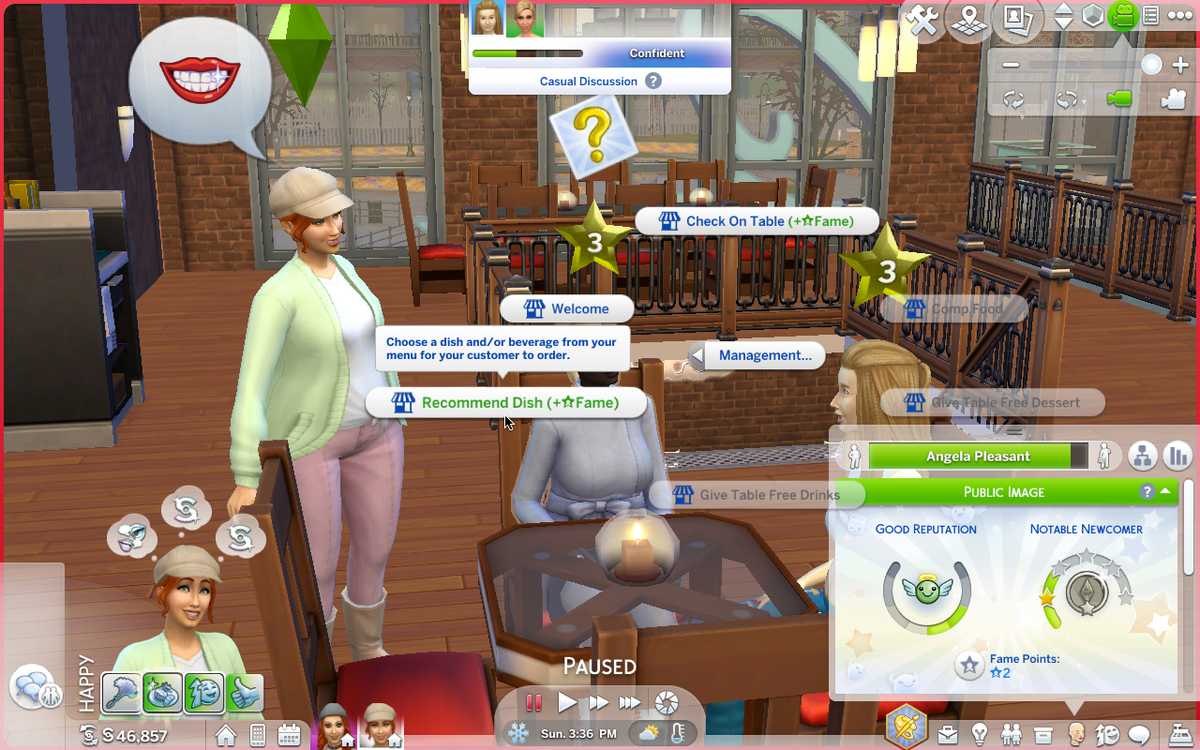 Confident
Casual Discussion ?
?
3
Check On Table (+☆Fame)
3
Welcome
Comp Food
Choose a dish and/or beverage from your
menu for your customer to order.
Management...
Recommend Dish (+☆Fame)
Give Table Free Dessert
Angela Pleasant
Give Table Free Drinks
PUBLIC IMAGE ?
GOOD REPUTATION
NOTABLE NEWCOMER
Fame Points:
☆2
HAPPY
PAUSED
§46,857
Sun. 3:36 PM